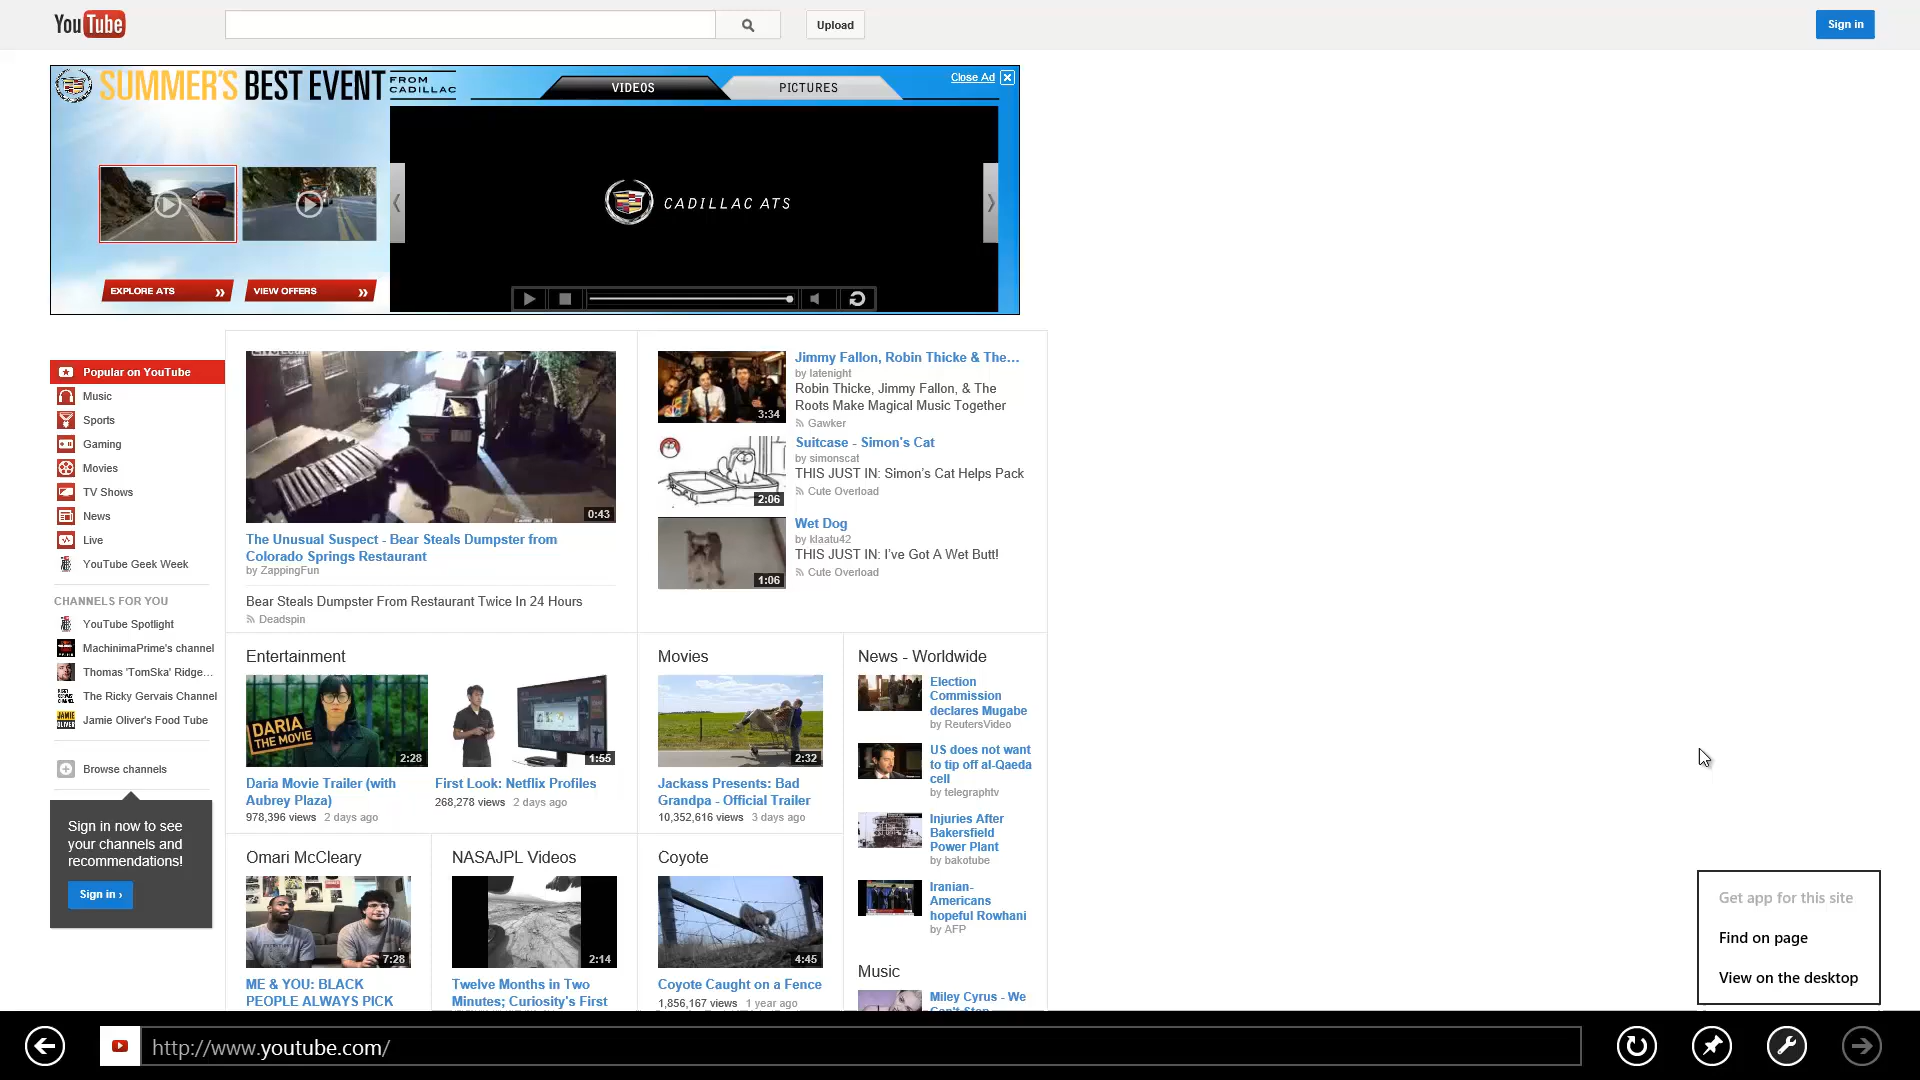 YouTube
Upload
Sign in
SUMMER'S BEST EVENT FROM CADILLAC
VIDEOS
PICTURES
Close Ad
CADILLAC ATS
EXPLORE ATS
VIEW OFFERS
Popular on YouTube
Music
Sports
Gaming
Movies
TV Shows
News
Live
YouTube Geek Week
CHANNELS FOR YOU
YouTube Spotlight
MachinimaPrime's channel
Thomas 'TomSka' Ridge...
The Ricky Gervais Channel
Jamie Oliver's Food Tube
Browse channels
Sign in now to see
your channels and
recommendations!
Sign in ›
0:43
The Unusual Suspect - Bear Steals Dumpster from
Colorado Springs Restaurant
by ZappingFun
Bear Steals Dumpster From Restaurant Twice In 24 Hours
Deadspin
3:34
Jimmy Fallon, Robin Thicke & The...
by latenight
Robin Thicke, Jimmy Fallon, & The
Roots Make Magical Music Together
Gawker
2:06
Suitcase - Simon's Cat
by simonscat
THIS JUST IN: Simon's Cat Helps Pack
Cute Overload
1:06
Wet Dog
by klaatu42
THIS JUST IN: I've Got A Wet Butt!
Cute Overload
Entertainment
DARIA
THE MOVIE
2:28
Daria Movie Trailer (with
Aubrey Plaza)
978,396 views 2 days ago
1:55
First Look: Netflix Profiles
268,278 views 2 days ago
Movies
2:32
Jackass Presents: Bad
Grandpa - Official Trailer
10,352,616 views 3 days ago
News - Worldwide
Election
Commission
declares Mugabe
by ReutersVideo
US does not want
to tip off al-Qaeda
cell
by telegraphtv
Injuries After
Bakersfield
Power Plant
by bakotube
Iranian-
Americans
hopeful Rowhani
by AFP
Music
Miley Cyrus - We
Can't Stop
Omari McCleary
7:28
ME & YOU: BLACK
PEOPLE ALWAYS PICK
NASAJPL Videos
2:14
Twelve Months in Two
Minutes; Curiosity's First
Coyote
4:45
Coyote Caught on a Fence
1,856,167 views 1 year ago
Get app for this site
Find on page
View on the desktop
http://www.youtube.com/